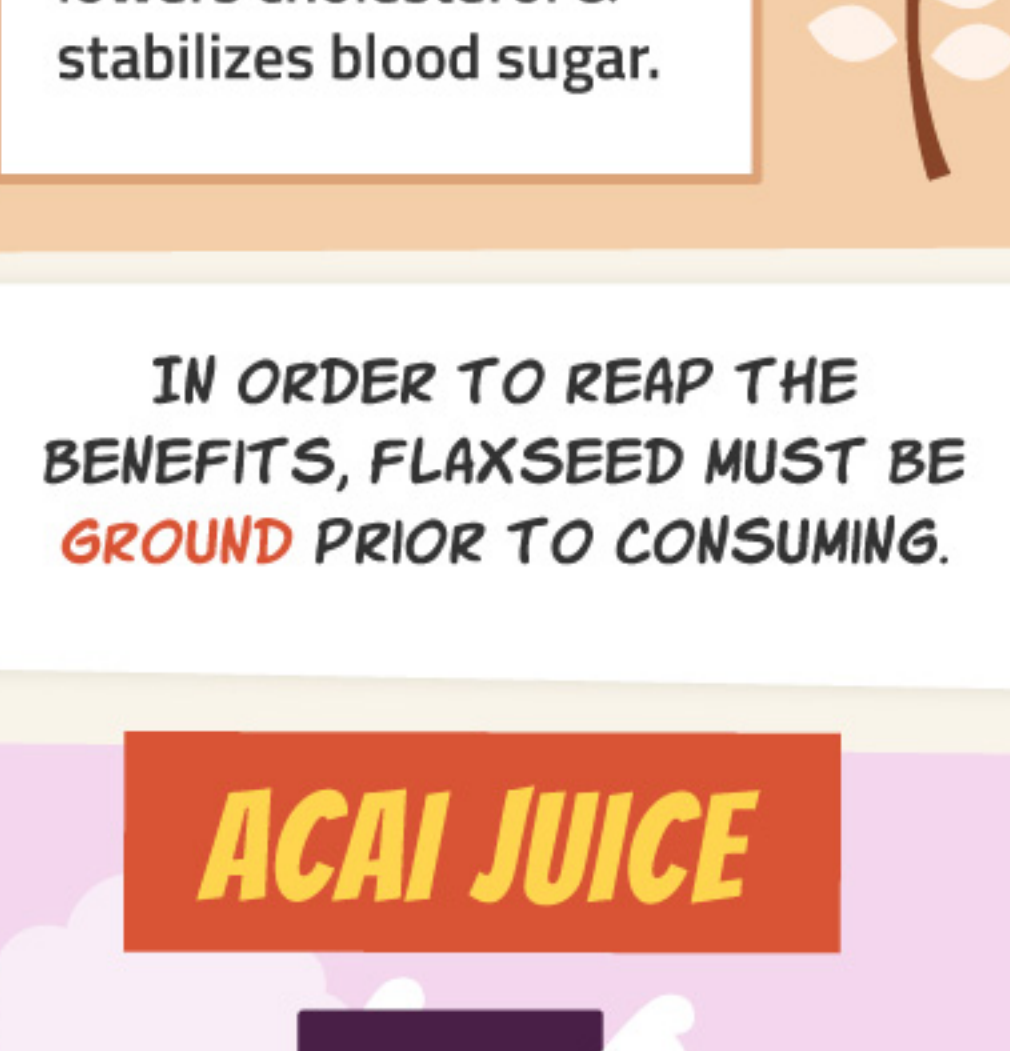 stabilizes blood sugar.
IN ORDER TO REAP THE
BENEFITS, FLAXSEED MUST BE
GROUND PRIOR TO CONSUMING.
ACAI JUICE